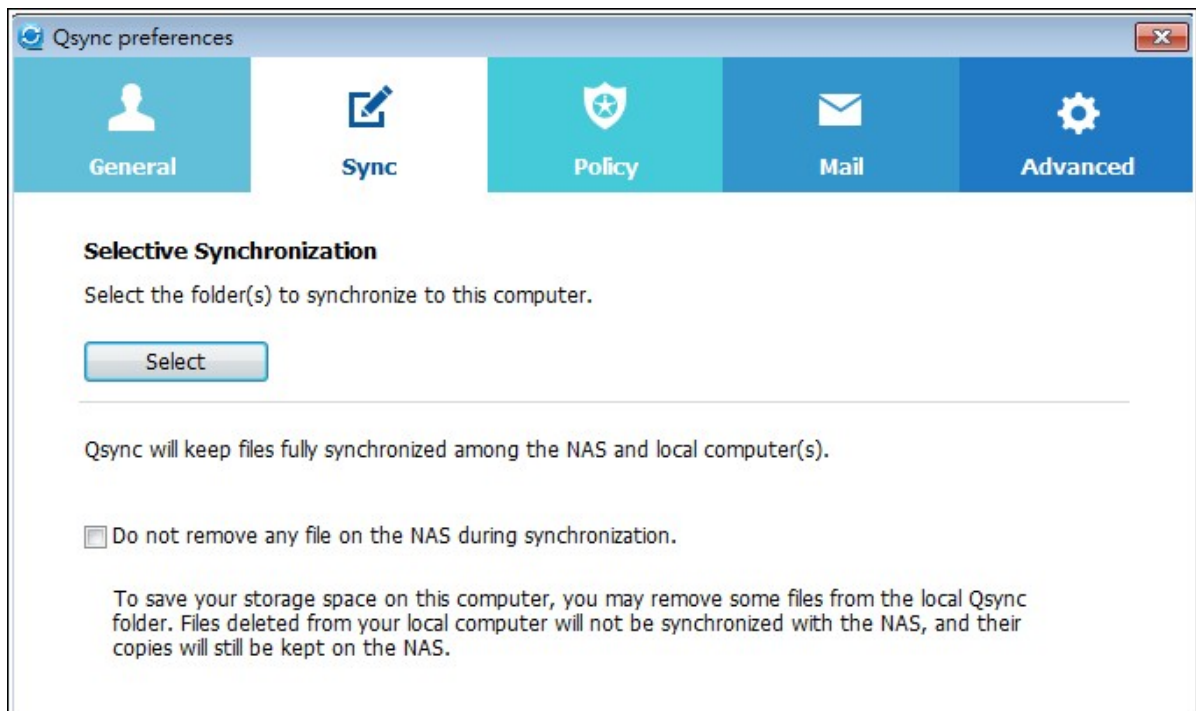 Qsync preferences
General Sync Policy Mail Advanced
Selective Synchronization
Select the folder(s) to synchronize to this computer.
Select
Qsync will keep files fully synchronized among the NAS and local computer(s).
Do not remove any file on the NAS during synchronization.
To save your storage space on this computer, you may remove some files from the local Qsync
folder. Files deleted from your local computer will not be synchronized with the NAS, and their
copies will still be kept on the NAS.